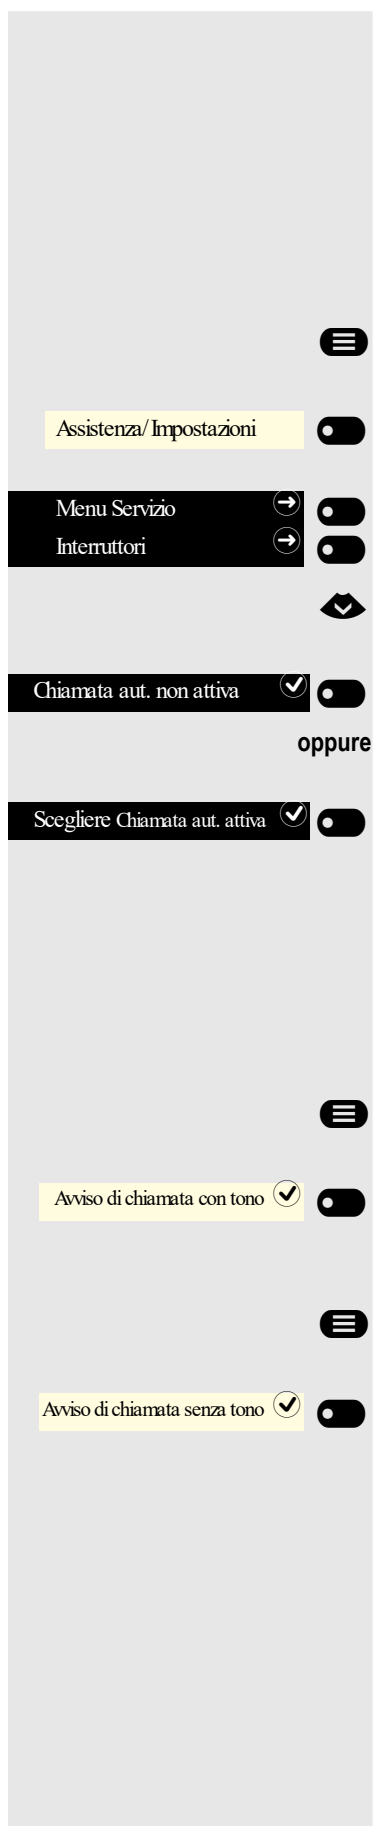 Assistenza/ Impostazioni
Menu Servizio
Interruttori
Chiamata aut. non attiva
oppure
Scegliere Chiamata aut. attiva
Avviso di chiamata con tono
Avviso di chiamata senza tono